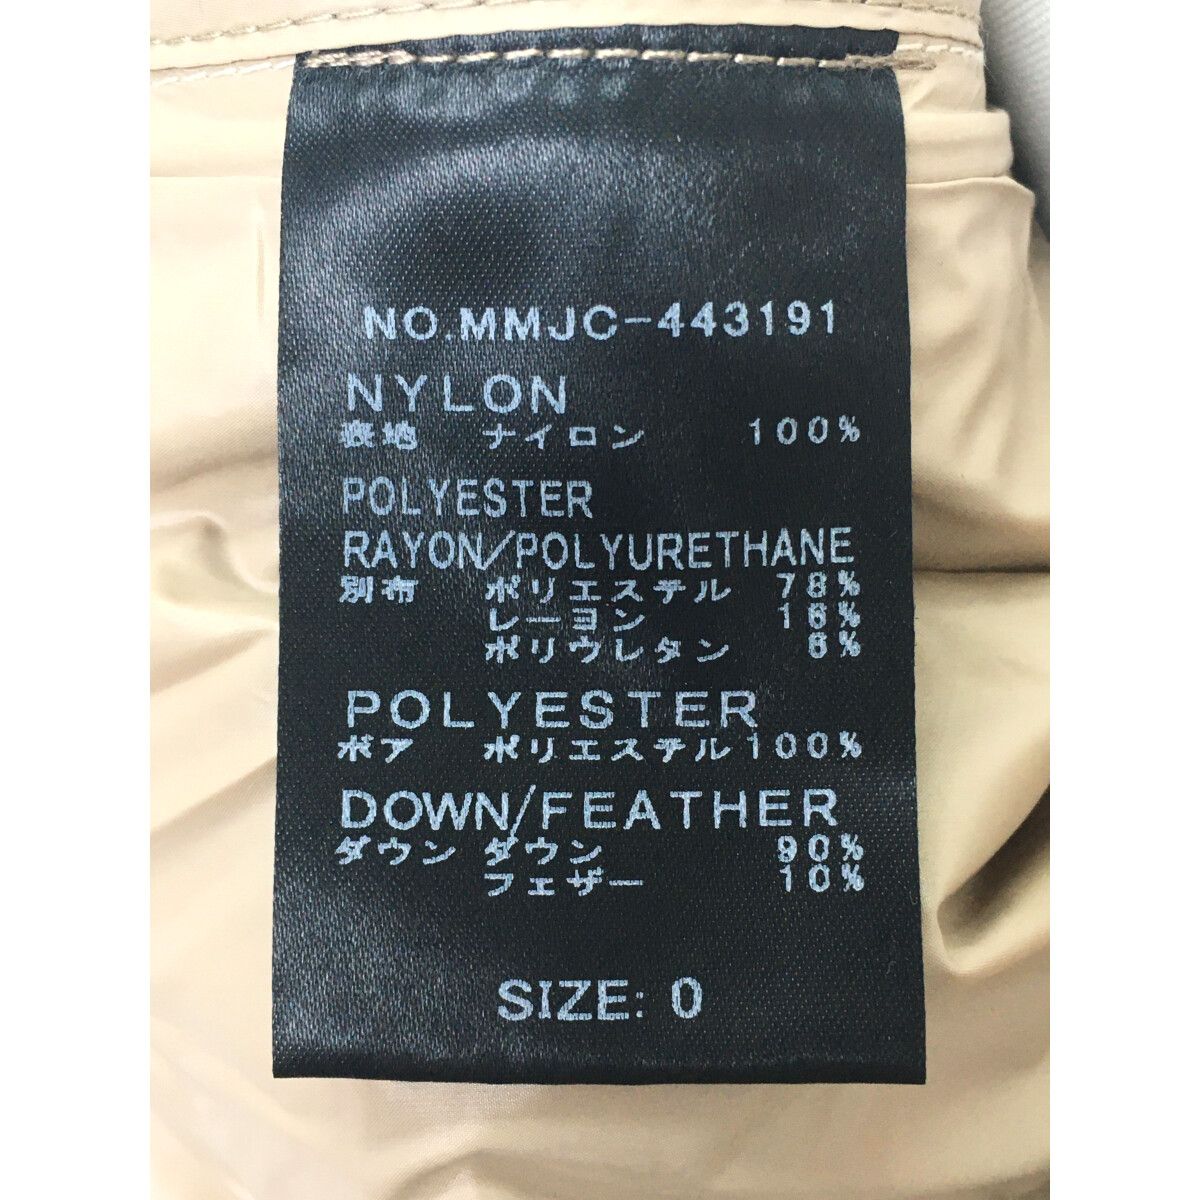 NO.MMJC-443191
NYLON
表地 ナイロン 100%
POLYESTER
RAYON/POLYURETHANE
別布 ポリエステル 78%
レーヨン 16%
ポリウレタン 6%
POLYESTER
ボア ポリエステル100%
DOWN/FEATHER
ダウン ダウン 90%
フェザー 10%
SIZE: 0